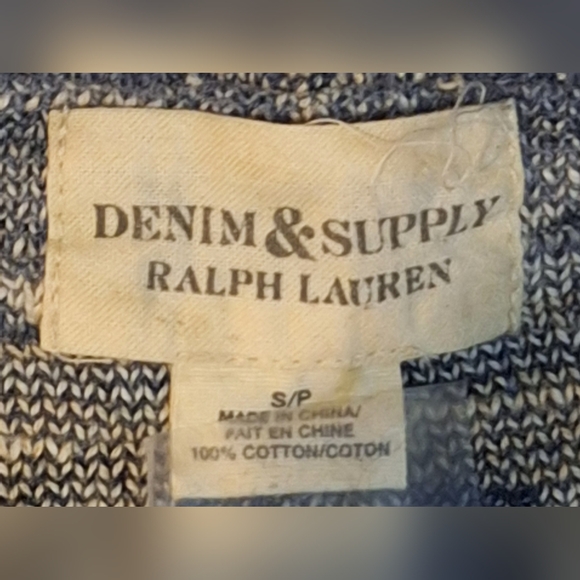 DENIM & SUPPLY
RALPH LAUREN
S/P
MADE IN CHINA/
FAIT EN CHINE
100% COTTON/COTON